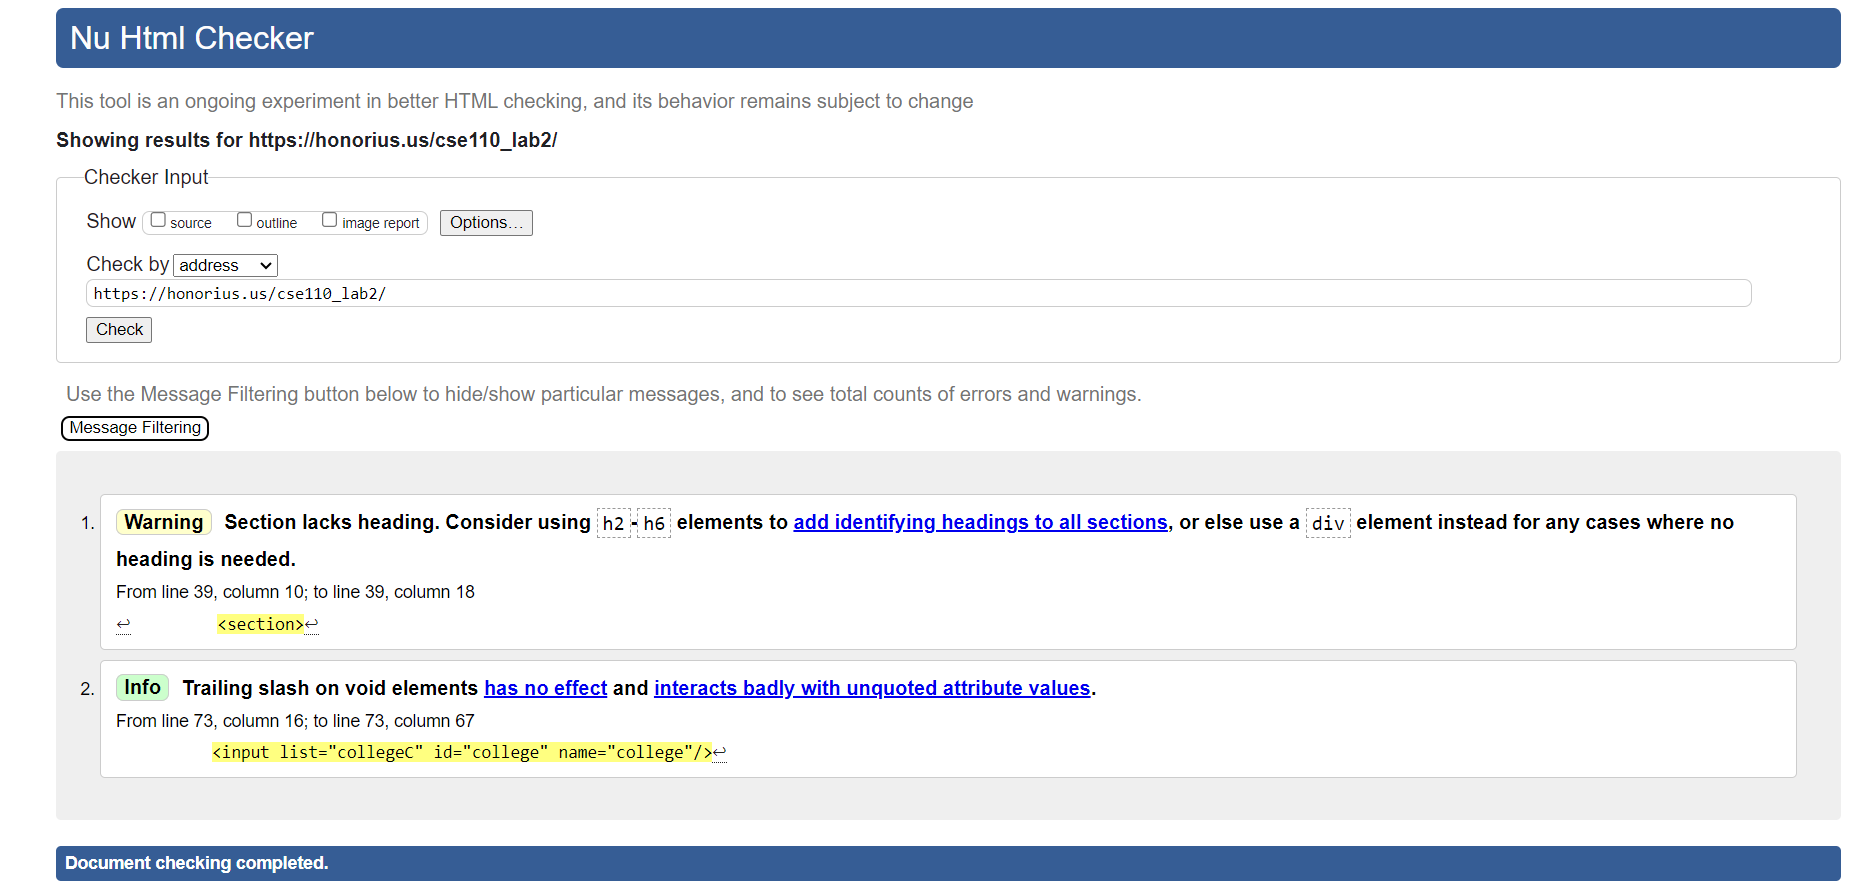 Nu Html Checker
This tool is an ongoing experiment in better HTML checking, and its behavior remains subject to change
Showing results for https://honorius.us/cse110_lab2/
Checker Input
Show source outline image report Options...
Check by address
https://honorius.us/cse110_lab2/
Check
Use the Message Filtering button below to hide/show particular messages, and to see total counts of errors and warnings.
Message Filtering
1. Warning Section lacks heading. Consider using h2-h6 elements to add identifying headings to all sections, or else use a div element instead for any cases where no
heading is needed.
From line 39, column 10; to line 39, column 18
↩ <section>↩
2. Info Trailing slash on void elements has no effect and interacts badly with unquoted attribute values.
From line 73, column 16; to line 73, column 67
<input list="collegeC" id="college" name="college"/>↩
Document checking completed.